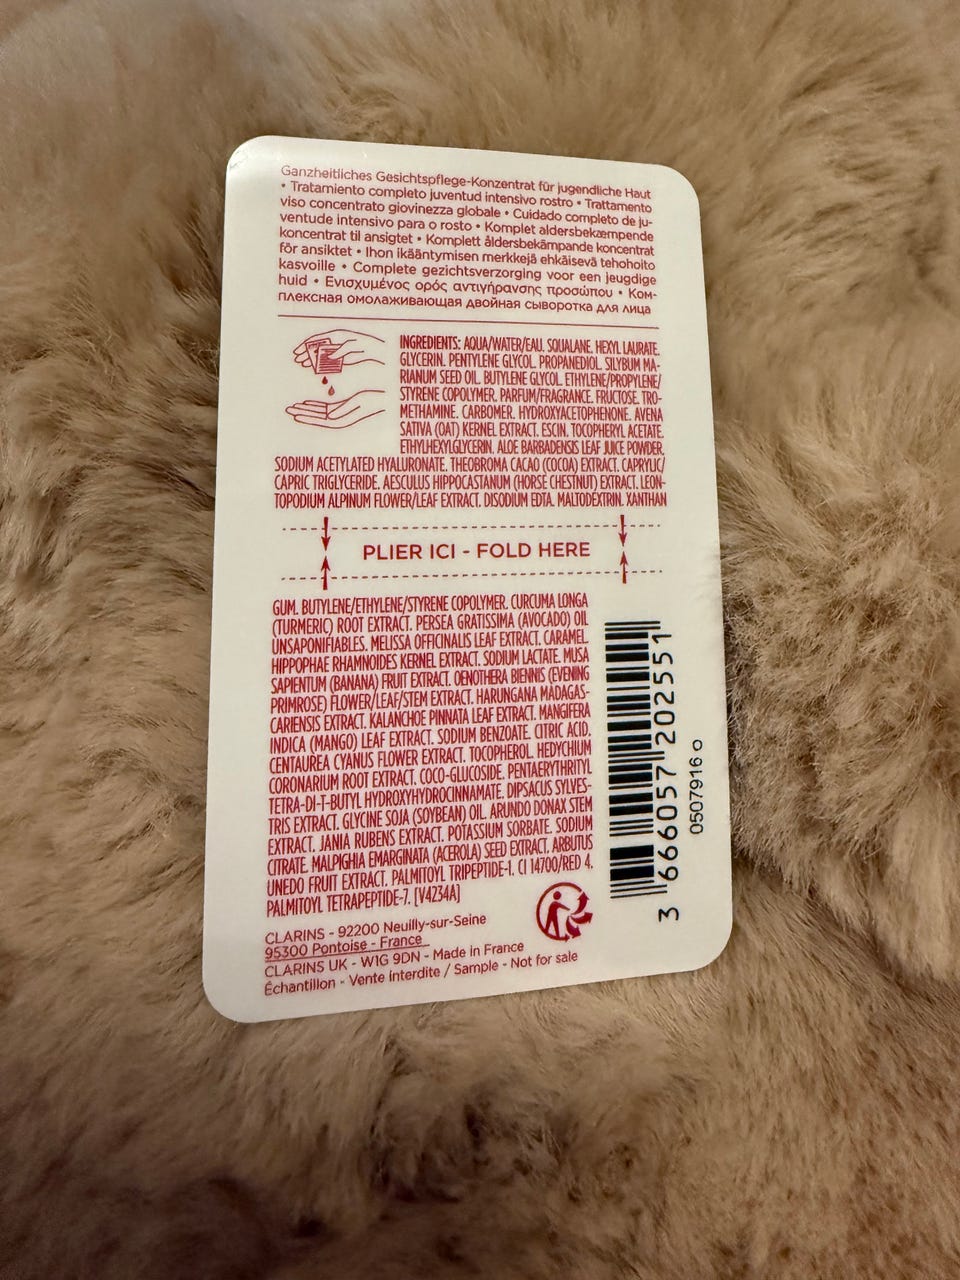 Ganzheitliches Gesichtspflege-Konzentrat für jugendliche Haut
• Tratamiento completo juventud intensivo rostro • Trattamento
viso concentrato giovinezza globale • Cuidado completo de ju-
ventude intensivo para o rosto • Komplet aldersbekæmpende
koncentrat til ansigtet • Komplett åldersbekämpande koncentrat
för ansiktet • Ihon ikääntymisen merkkejä ehkäisevä tehohoito
kasvoille • Complete gezichtsverzorging voor een jeugdige
huid • Ενισχυμένος ορός αντιγήρανσης προσώπου • Ком-
плексная омолаживающая двойная сыворотка для лица
INGREDIENTS: AQUA/WATER/EAU. SQUALANE. HEXYL LAURATE.
GLYCERIN. PENTYLENE GLYCOL. PROPANEDIOL. SILYBUM MA-
RIANUM SEED OIL. BUTYLENE GLYCOL. ETHYLENE/PROPYLENE/
STYRENE COPOLYMER. PARFUM/FRAGRANCE. FRUCTOSE. TRO-
METHAMINE. CARBOMER. HYDROXYACETOPHENONE. AVENA
SATIVA (OAT) KERNEL EXTRACT. ESCIN. TOCOPHERYL ACETATE.
ETHYLHEXYLGLYCERIN. ALOE BARBADENSIS LEAF JUICE POWDER.
SODIUM ACETYLATED HYALURONATE. THEOBROMA CACAO (COCOA) EXTRACT. CAPRYLIC/
CAPRIC TRIGLYCERIDE. AESCULUS HIPPOCASTANUM (HORSE CHESTNUT) EXTRACT. LEON-
TOPODIUM ALPINUM FLOWER/LEAF EXTRACT. DISODIUM EDTA. MALTODEXTRIN. XANTHAN
PLIER ICI - FOLD HERE
GUM. BUTYLENE/ETHYLENE/STYRENE COPOLYMER. CURCUMA LONGA
(TURMERIC) ROOT EXTRACT. PERSEA GRATISSIMA (AVOCADO) OIL
UNSAPONIFIABLES. MELISSA OFFICINALIS LEAF EXTRACT. CARAMEL.
HIPPOPHAE RHAMNOIDES KERNEL EXTRACT. SODIUM LACTATE. MUSA
SAPIENTUM (BANANA) FRUIT EXTRACT. OENOTHERA BIENNIS (EVENING
PRIMROSE) FLOWER/LEAF/STEM EXTRACT. HARUNGANA MADAGAS-
CARIENSIS EXTRACT. KALANCHOE PINNATA LEAF EXTRACT. MANGIFERA
INDICA (MANGO) LEAF EXTRACT. SODIUM BENZOATE. CITRIC ACID.
CENTAUREA CYANUS FLOWER EXTRACT. TOCOPHEROL. HEDYCHIUM
CORONARIUM ROOT EXTRACT. COCO-GLUCOSIDE. PENTAERYTHRITYL
TETRA-DI-T-BUTYL HYDROXYHYDROCINNAMATE. DIPSACUS SYLVES-
TRIS EXTRACT. GLYCINE SOJA (SOYBEAN) OIL. ARUNDO DONAX STEM
EXTRACT. JANIA RUBENS EXTRACT. POTASSIUM SORBATE. SODIUM
CITRATE. MALPIGHIA EMARGINATA (ACEROLA) SEED EXTRACT. ARBUTUS
UNEDO FRUIT EXTRACT. PALMITOYL TRIPEPTIDE-1. CI 14700/RED 4.
PALMITOYL TETRAPEPTIDE-7. [V4234A]
CLARINS - 92200 Neuilly-sur-Seine
95300 Pontoise - France
CLARINS UK - W1G 9DN - Made in France
Échantillon - Vente Interdite / Sample - Not for sale
3 666057 202551
0507916 o